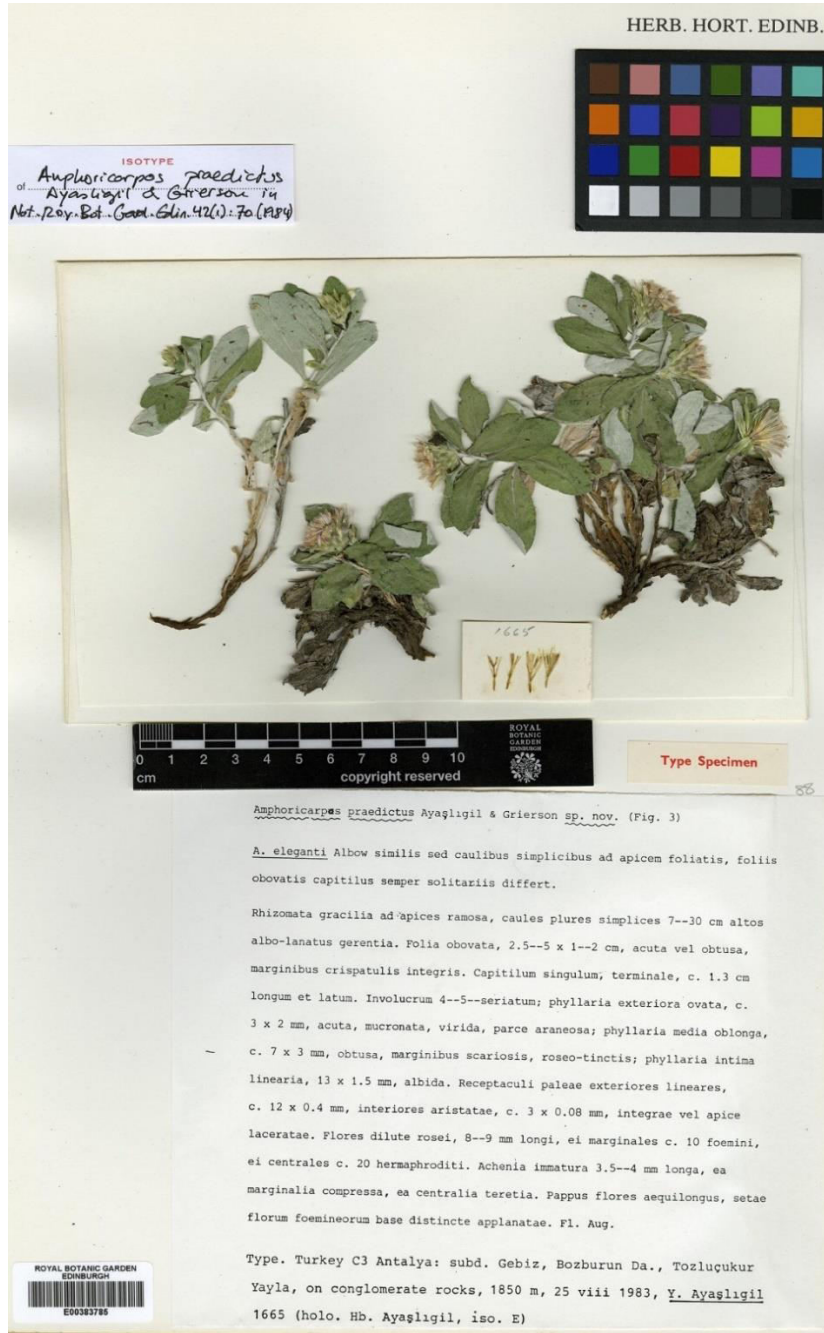 HERB. HORT. EDINB.
ISOTYPE
of Amphoricarpos praedictus
Ayaslıgil & Grierson in
Not. Roy. Bot. Gard. Edin. 42(1): 70 (1984)
1665
0 1 2 3 4 5 6 7 8 9 10
cm
copyright reserved
ROYAL
BOTANIC
GARDEN
EDINBURGH
Type Specimen
88
Amphoricarpos praedictus Ayaşlıgil & Grierson sp. nov. (Fig. 3)
A. eleganti Albow similis sed caulibus simplicibus ad apicem foliatis, foliis
obovatis capitilus semper solitariis differt.
Rhizomata gracilia ad apices ramosa, caules plures simplices 7--30 cm altos
albo-lanatus gerentia. Folia obovata, 2.5--5 x 1--2 cm, acuta vel obtusa,
marginibus crispatulis integris. Capitilum singulum, terminale, c. 1.3 cm
longum et latum. Involucrum 4--5--seriatum; phyllaria exteriora ovata, c.
3 x 2 mm, acuta, mucronata, virida, parce araneosa; phyllaria media oblonga,
c. 7 x 3 mm, obtusa, marginibus scariosis, roseo-tinctis; phyllaria intima
linearia, 13 x 1.5 mm, albida. Receptaculi paleae exteriores lineares,
c. 12 x 0.4 mm, interiores aristatae, c. 3 x 0.08 mm, integrae vel apice
laceratae. Flores dilute rosei, 8--9 mm longi, ei marginales c. 10 foemini,
ei centrales c. 20 hermaphroditi. Achenia immatura 3.5--4 mm longa, ea
marginalia compressa, ea centralia teretia. Pappus flores aequilongus, setae
florum foemineorum base distincte applanatae. Fl. Aug.
Type. Turkey C3 Antalya: subd. Gebiz, Bozburun Da., Tozluçukur
Yayla, on conglomerate rocks, 1850 m, 25 viii 1983, Y. Ayaşlıgil
1665 (holo. Hb. Ayaşlıgil, iso. E)
ROYAL BOTANIC GARDEN
EDINBURGH
E00383785